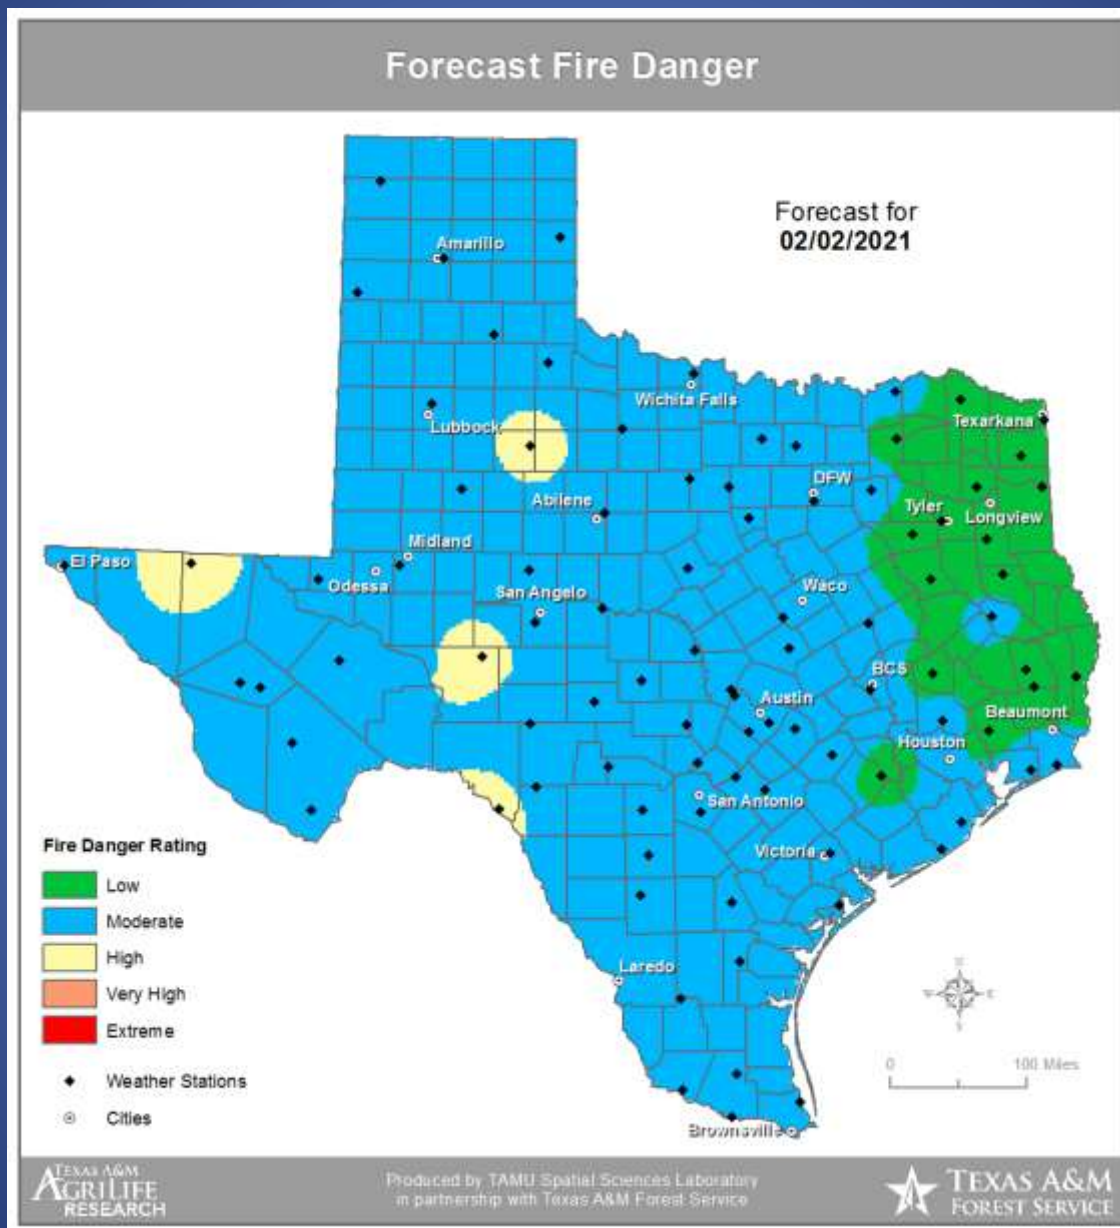 Forecast Fire Danger
Forecast for
02/02/2021
Amarillo
Wichita Falls
Lubbock
Texarkana
DFW
Abilene
Tyler
Longview
Midland
El Paso
Odessa
San Angelo
Waco
BCS
Austin
Beaumont
Houston
San Antonio
Victoria
Laredo
Brownsville
Fire Danger Rating
Low
Moderate
High
Very High
Extreme
Weather Stations
Cities
N
W E
S
0 100 Miles
TEXAS A&M
AGRILIFE
RESEARCH
Produced by TAMU Spatial Sciences Laboratory
in partnership with Texas A&M Forest Service
TEXAS A&M
FOREST SERVICE